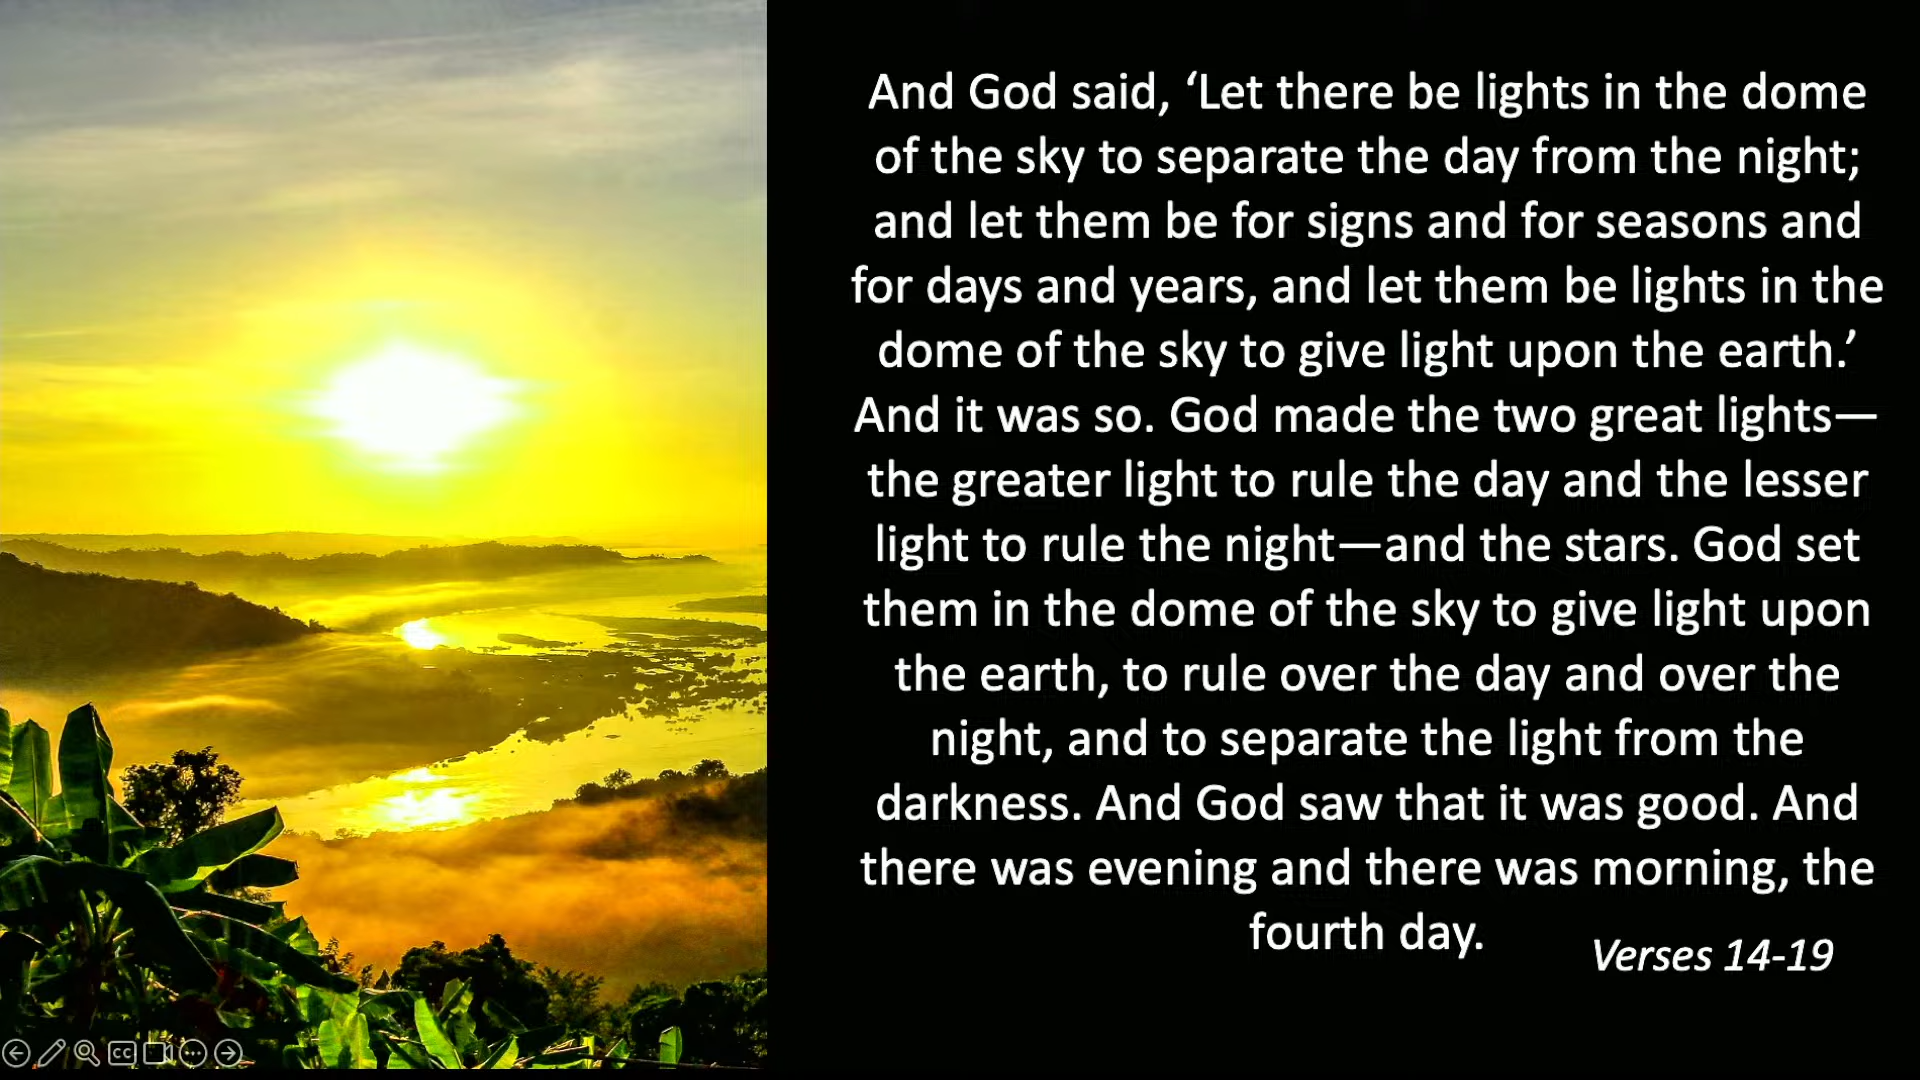 And God said, ‘Let there be lights in the dome
of the sky to separate the day from the night;
and let them be for signs and for seasons and
for days and years, and let them be lights in the
dome of the sky to give light upon the earth.’
And it was so. God made the two great lights—
the greater light to rule the day and the lesser
light to rule the night—and the stars. God set
them in the dome of the sky to give light upon
the earth, to rule over the day and over the
night, and to separate the light from the
darkness. And God saw that it was good. And
there was evening and there was morning, the
fourth day.
Verses 14-19
CC